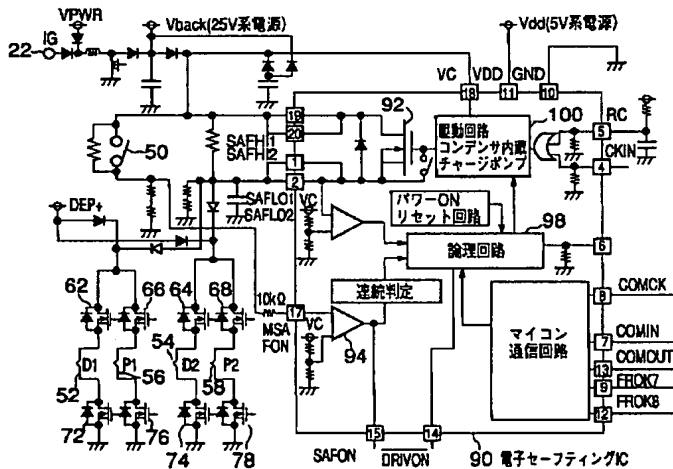 VPWR
IG
22
Vback(25V系電源)
Vdd(5V系電源)
VC
VDD
GND
18
11
10
92
100
駆動回路
コンデンサ内蔵
チャージポンプ
RC
5
CKIN
4
19
20
1
2
50
SAFHI1
SAFHI2
SAFLO1
SAFLO2
VC
DEP+
パワーON
リセット回路
98
論理回路
6
連続判定
COMCK
8
62
66
64
68
10kΩ
17
MSA
FON
VC
94
マイコン
通信回路
COMIN
7
COMOUT
13
FROK7
9
FROK8
12
54
D1
P1
D2
P2
52
56
58
72
76
74
78
15
14
SAFON
DRIVON
90 電子セーフティングIC